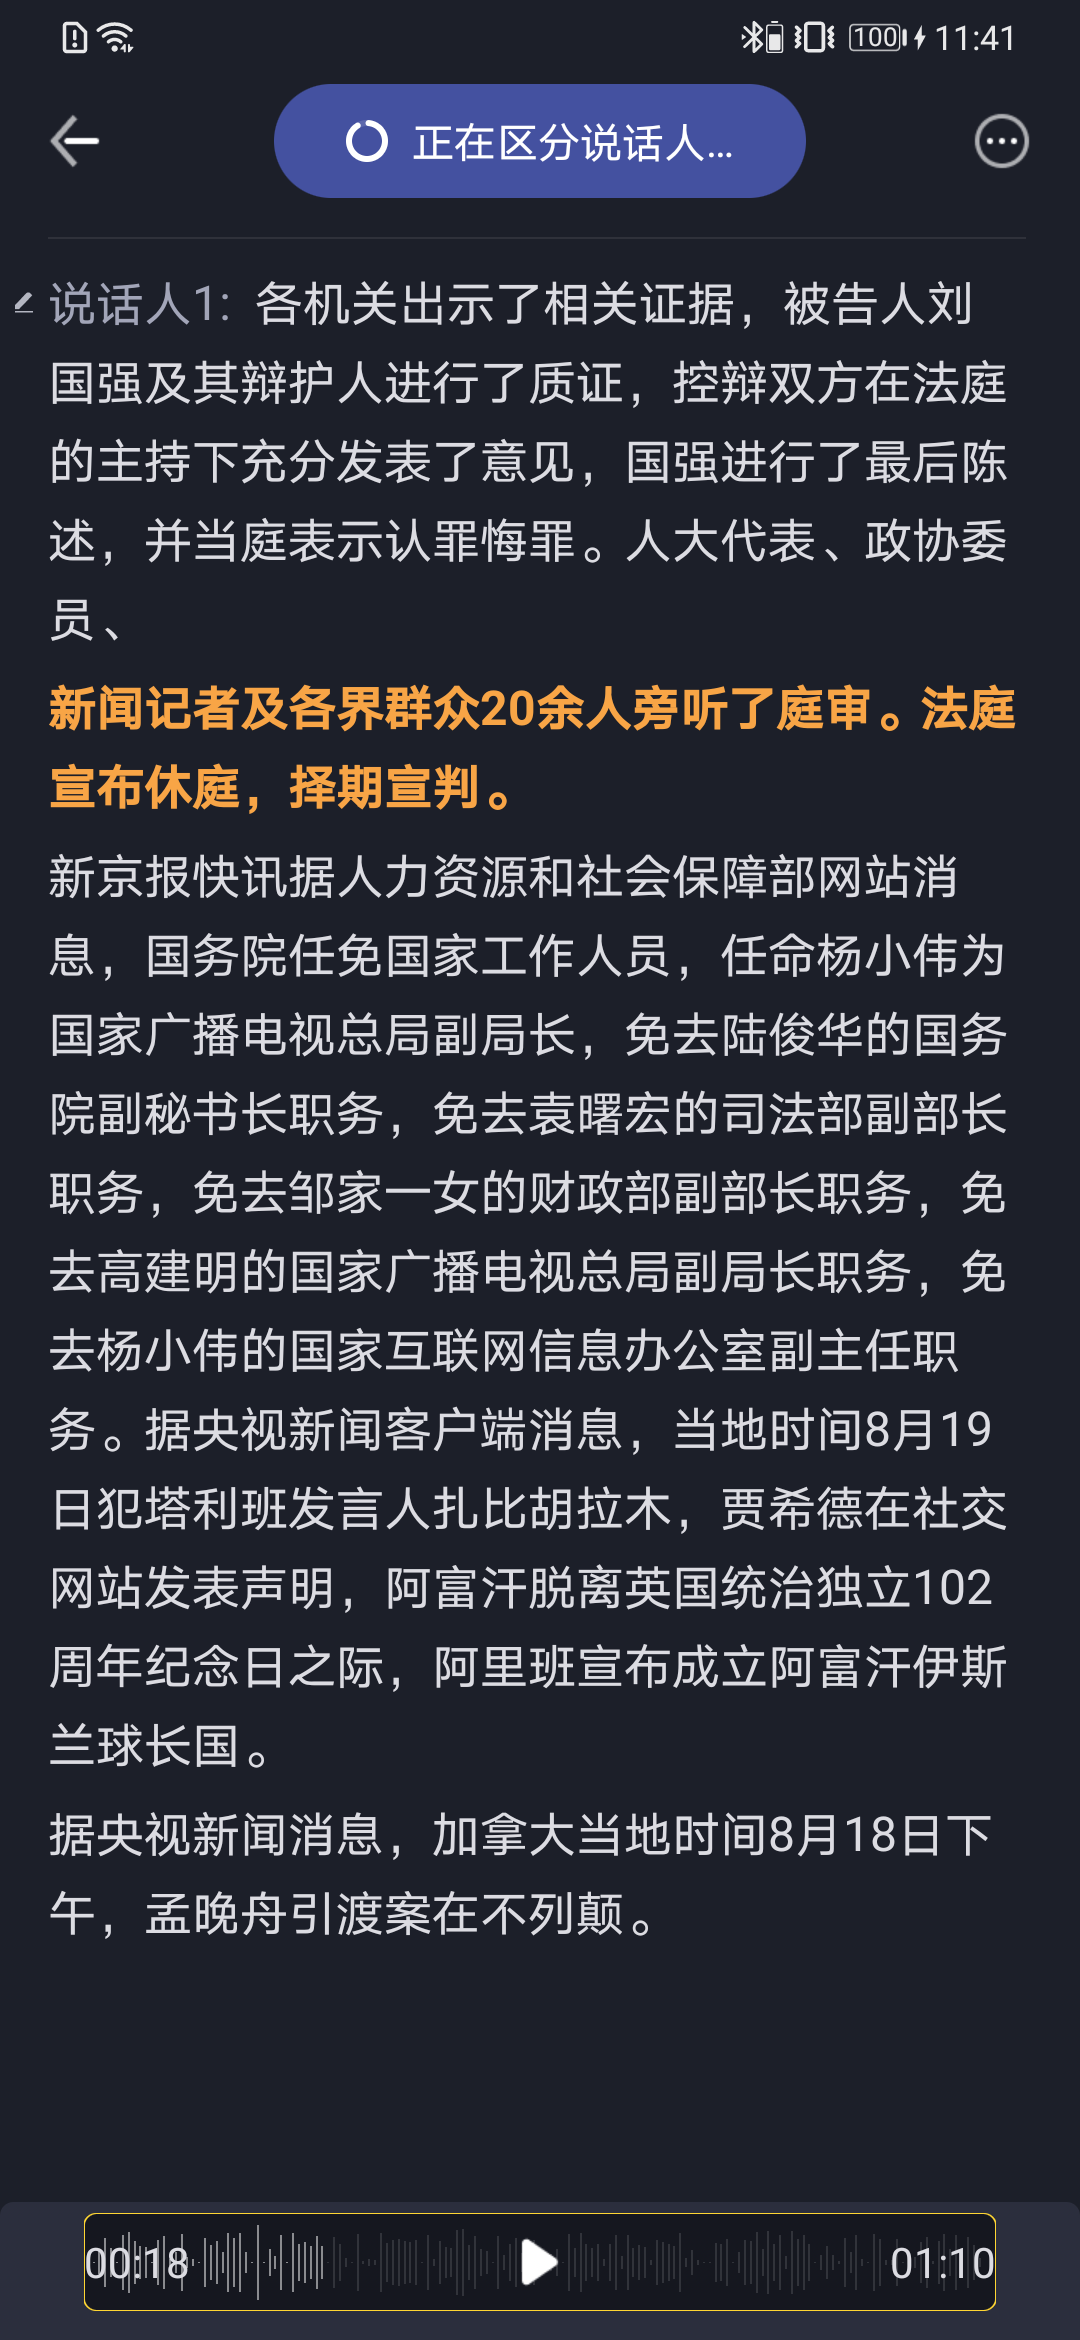 100 11:41
正在区分说话人...
说话人1: 各机关出示了相关证据，被告人刘
国强及其辩护人进行了质证，控辩双方在法庭
的主持下充分发表了意见，国强进行了最后陈
述，并当庭表示认罪悔罪。人大代表、政协委
员、
新闻记者及各界群众20余人旁听了庭审。法庭
宣布休庭，择期宣判。
新京报快讯据人力资源和社会保障部网站消
息，国务院任免国家工作人员，任命杨小伟为
国家广播电视总局副局长，免去陆俊华的国务
院副秘书长职务，免去袁曙宏的司法部副部长
职务，免去邹家一女的财政部副部长职务，免
去高建明的国家广播电视总局副局长职务，免
去杨小伟的国家互联网信息办公室副主任职
务。据央视新闻客户端消息，当地时间8月19
日犯塔利班发言人扎比胡拉木，贾希德在社交
网站发表声明，阿富汗脱离英国统治独立102
周年纪念日之际，阿里班宣布成立阿富汗伊斯
兰球长国。
据央视新闻消息，加拿大当地时间8月18日下
午，孟晚舟引渡案在不列颠。
00:18 01:10